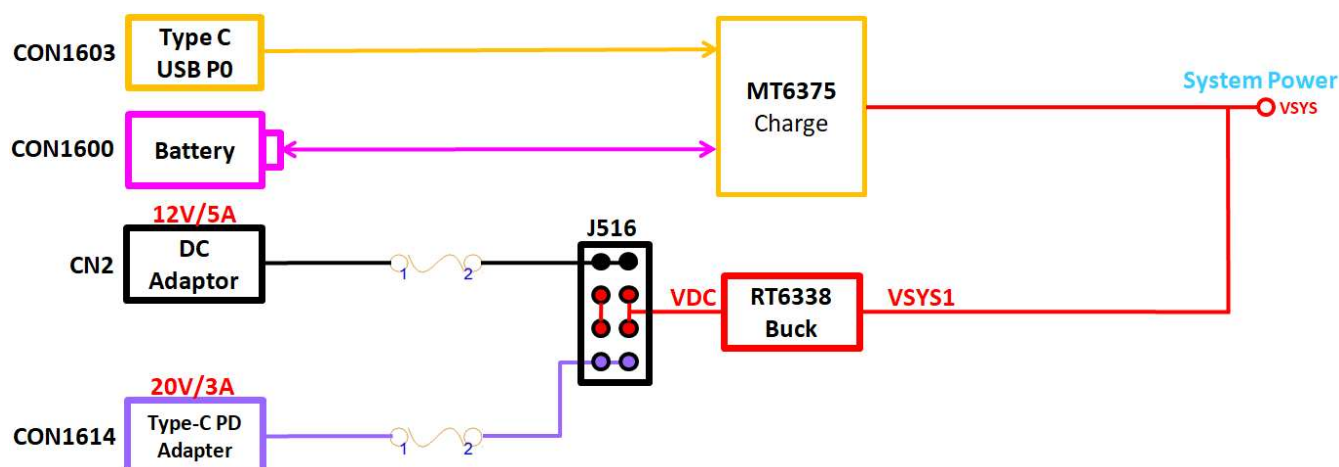 CON1603
Type C
USB P0
MT6375
Charge
System Power
VSYS
CON1600
Battery
12V/5A
CN2
DC
Adaptor
1
2
J516
VDC
RT6338
Buck
VSYS1
20V/3A
CON1614
Type-C PD
Adapter
1
2